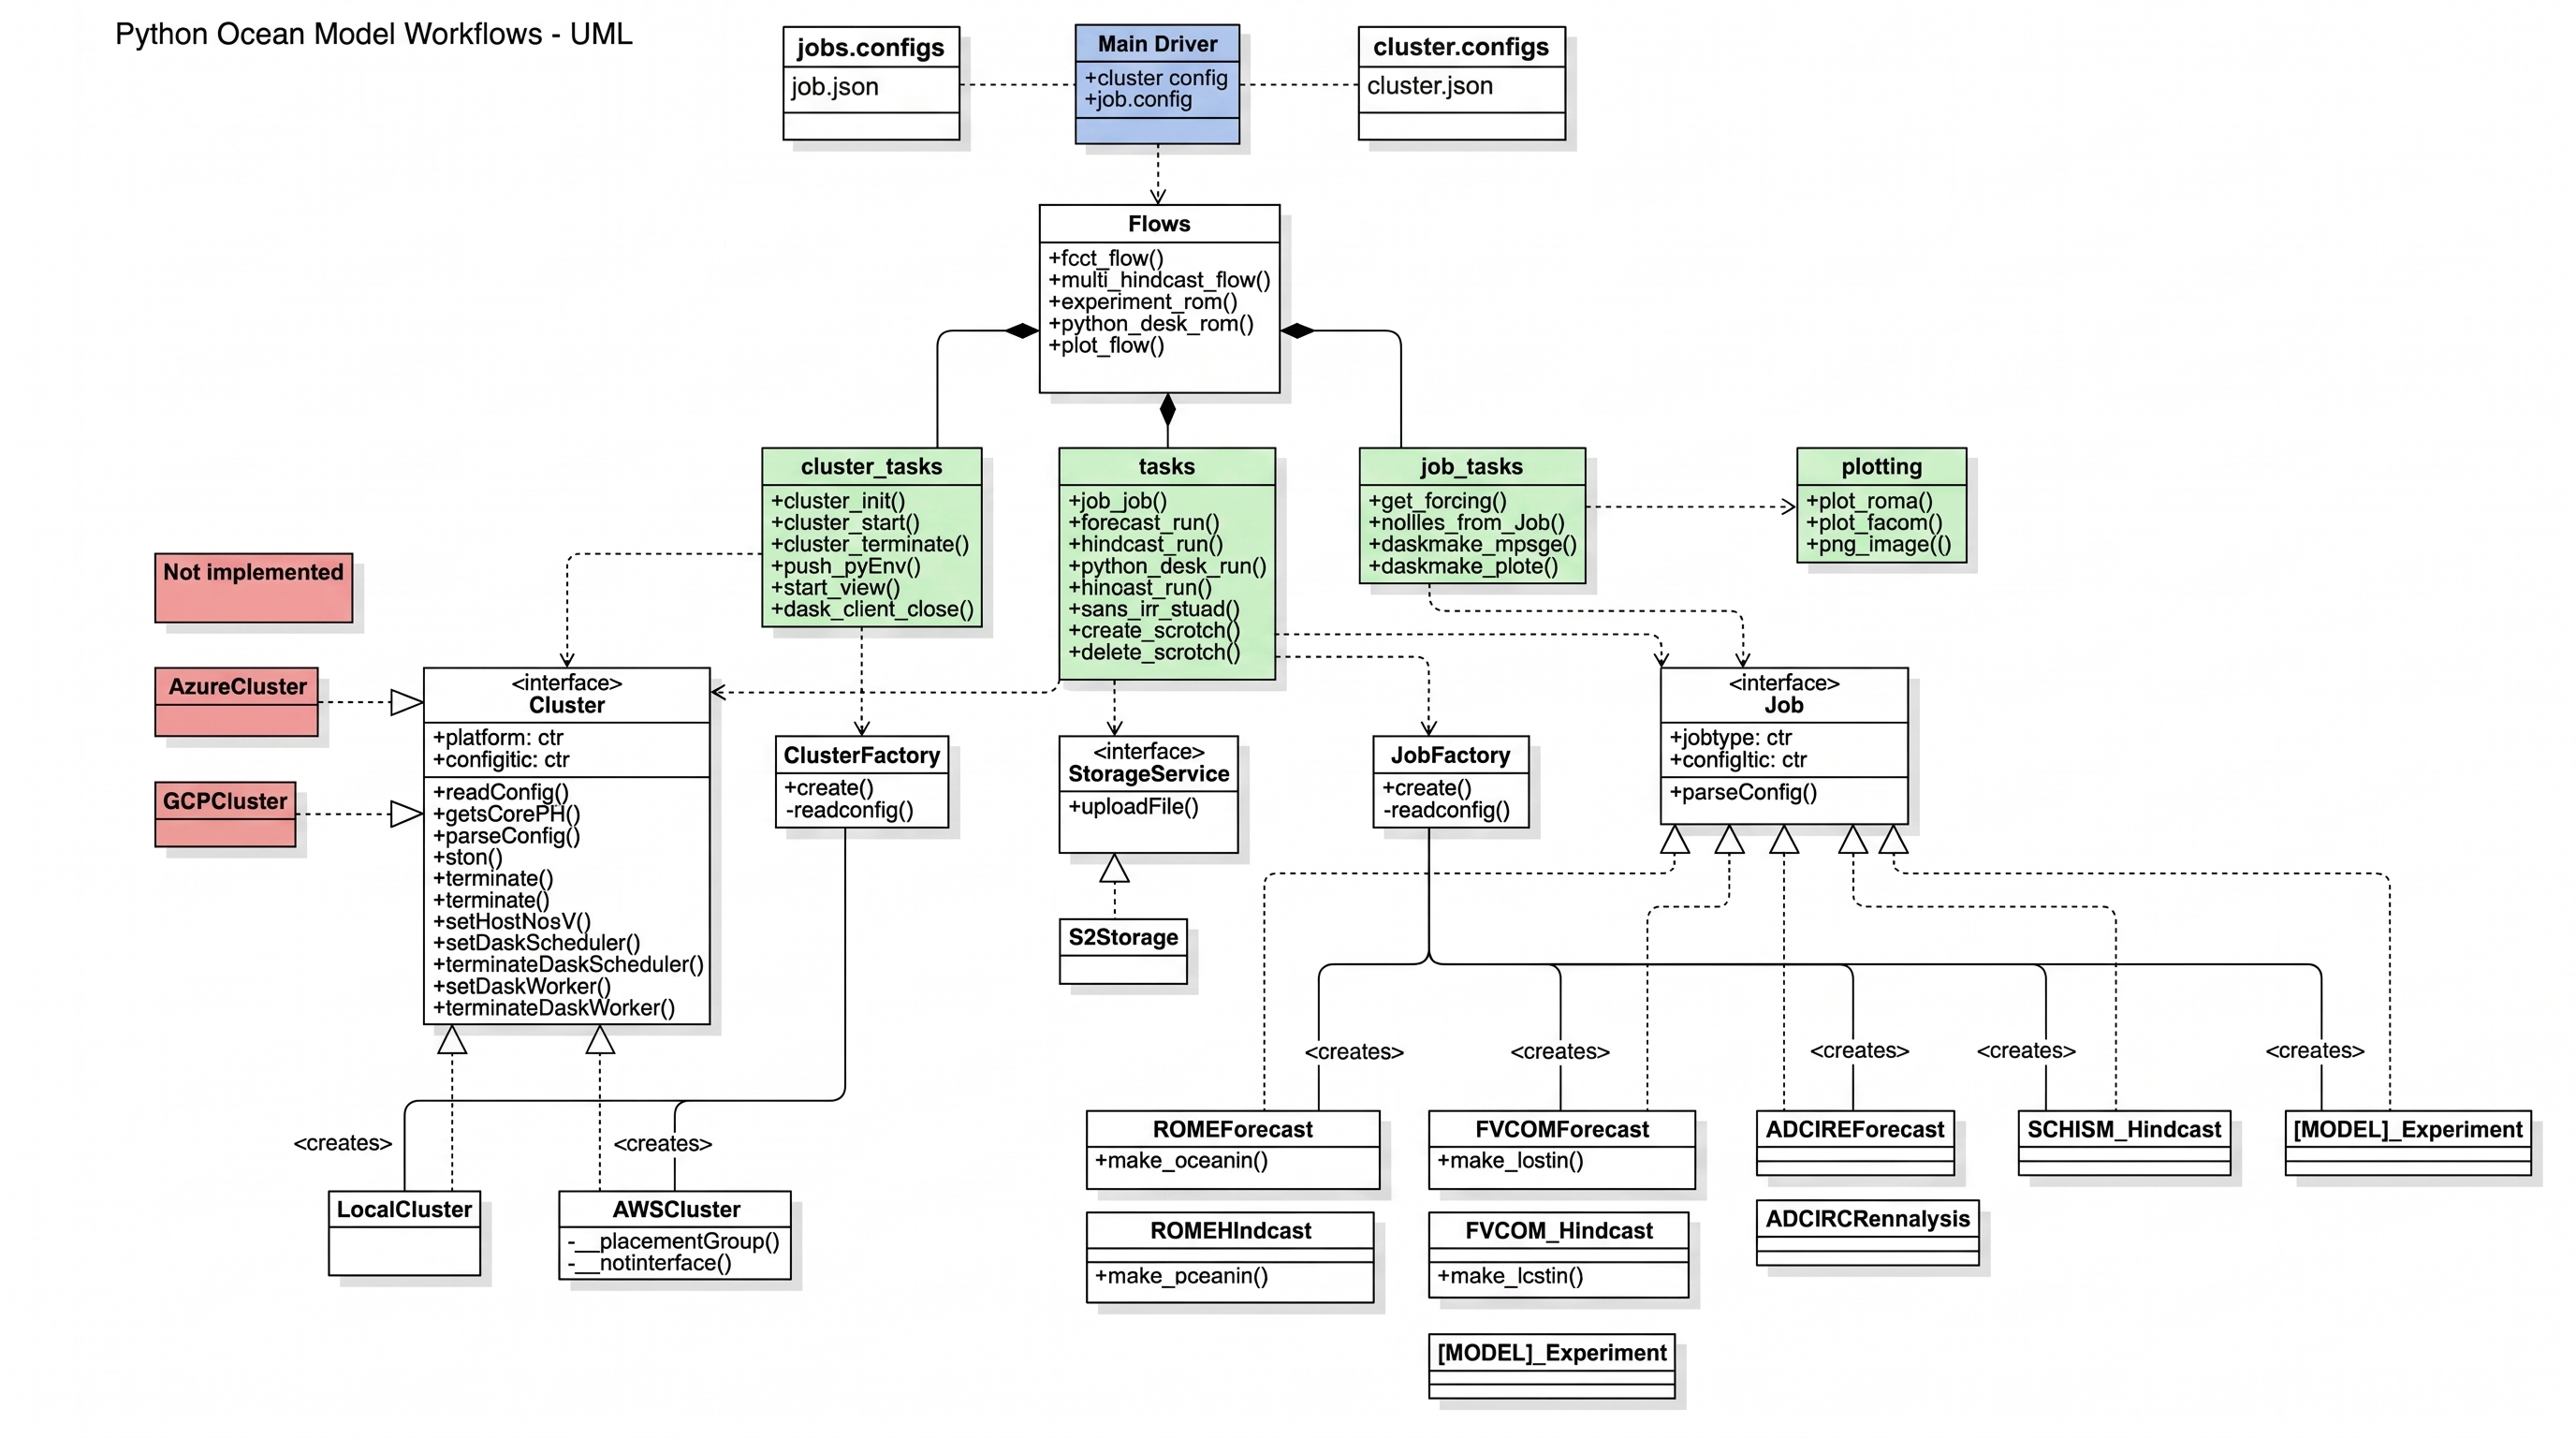 Python Ocean Model Workflows - UML
jobs.configs
job.json
Main Driver
+cluster config
+job.config
cluster.configs
cluster.json
Flows
+fcct_flow()
+multi_hindcast_flow()
+experiment_rom()
+python_desk_rom()
+plot_flow()
cluster_tasks
+cluster_init()
+cluster_start()
+cluster_terminate()
+push_pyEnv()
+start_view()
+dask_client_close()
tasks
+job_job()
+forecast_run()
+hindcast_run()
+python_desk_run()
+hinoast_run()
+sans_irr_stuad()
+create_scrotch()
+delete_scrotch()
job_tasks
+get_forcing()
+nollles_from_Job()
+daskmake_mpsge()
+daskmake_plote()
plotting
+plot_roma()
+plot_facom()
+png_image(()
Not implemented
AzureCluster
GCPCluster
<interface>
Cluster
+platform: ctr
+configitic: ctr
+readConfig()
+getsCorePH()
+parseConfig()
+ston()
+terminate()
+terminate()
+setHostNosV()
+setDaskScheduler()
+terminateDaskScheduler()
+setDaskWorker()
+terminateDaskWorker()
ClusterFactory
+create()
-readconfig()
<interface>
StorageService
+uploadFile()
S2Storage
JobFactory
+create()
-readconfig()
<interface>
Job
+jobtype: ctr
+configltic: ctr
+parseConfig()
<creates>
<creates>
<creates>
<creates>
<creates>
<creates>
<creates>
LocalCluster
AWSCluster
-__placementGroup()
-__notinterface()
ROMEForecast
+make_oceanin()
FVCOMForecast
+make_lostin()
ADCIREForecast
SCHISM_Hindcast
[MODEL]_Experiment
ROMEHIndcast
+make_pceanin()
FVCOM_Hindcast
+make_lcstin()
ADCIRCRennalysis
[MODEL]_Experiment